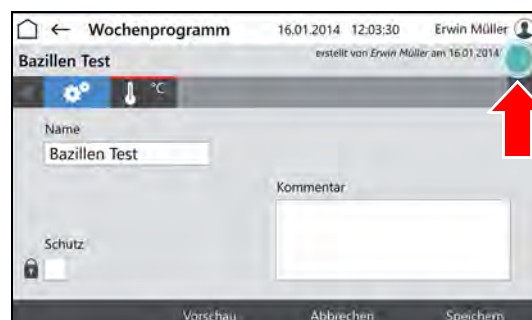 Wochenprogramm 16.01.2014 12:03:30 Erwin Müller
Bazillen Test erstellt von Erwin Müller am 16.01.2014
°C
Name
Bazillen Test
Kommentar
Schutz
Vorschau Abbrechen Speichern